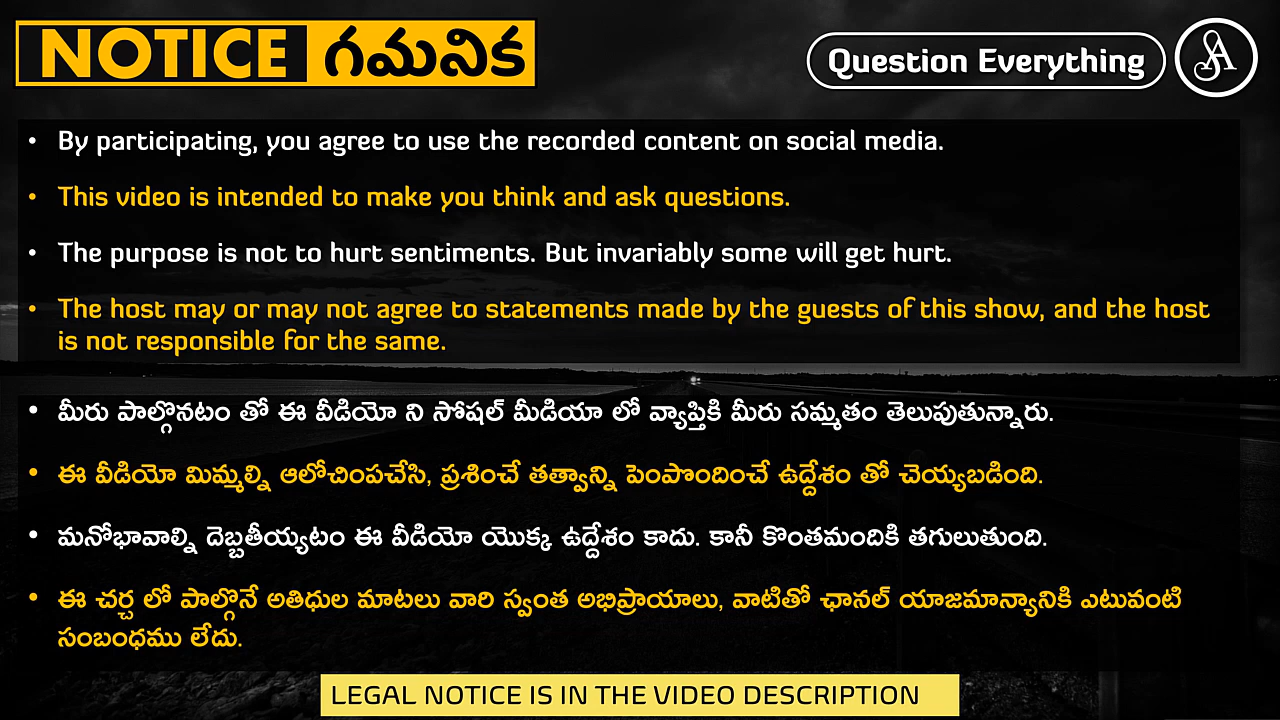 NOTICE గమనిక
Question Everything
• By participating, you agree to use the recorded content on social media.
• This video is intended to make you think and ask questions.
• The purpose is not to hurt sentiments. But invariably some will get hurt.
• The host may or may not agree to statements made by the guests of this show, and the host
is not responsible for the same.
• మీరు పాల్గొనటం తో ఈ వీడియో ని సోషల్ మీడియా లో వ్యాప్తికి మీరు సమ్మతం తెలుపుతున్నారు.
• ఈ వీడియో మిమ్మల్ని ఆలోచింపచేసి, ప్రశించే తత్వాన్ని పెంపొందించే ఉద్దేశం తో చెయ్యబడింది.
• మనోభావాల్ని దెబ్బతీయ్యటం ఈ వీడియో యొక్క ఉద్దేశం కాదు. కానీ కొంతమందికి తగులుతుంది.
• ఈ చర్చ లో పాల్గొనే అతిధుల మాటలు వారి స్వంత అభిప్రాయాలు, వాటితో ఛానల్ యాజమాన్యానికి ఎటువంటి
సంబంధము లేదు.
LEGAL NOTICE IS IN THE VIDEO DESCRIPTION